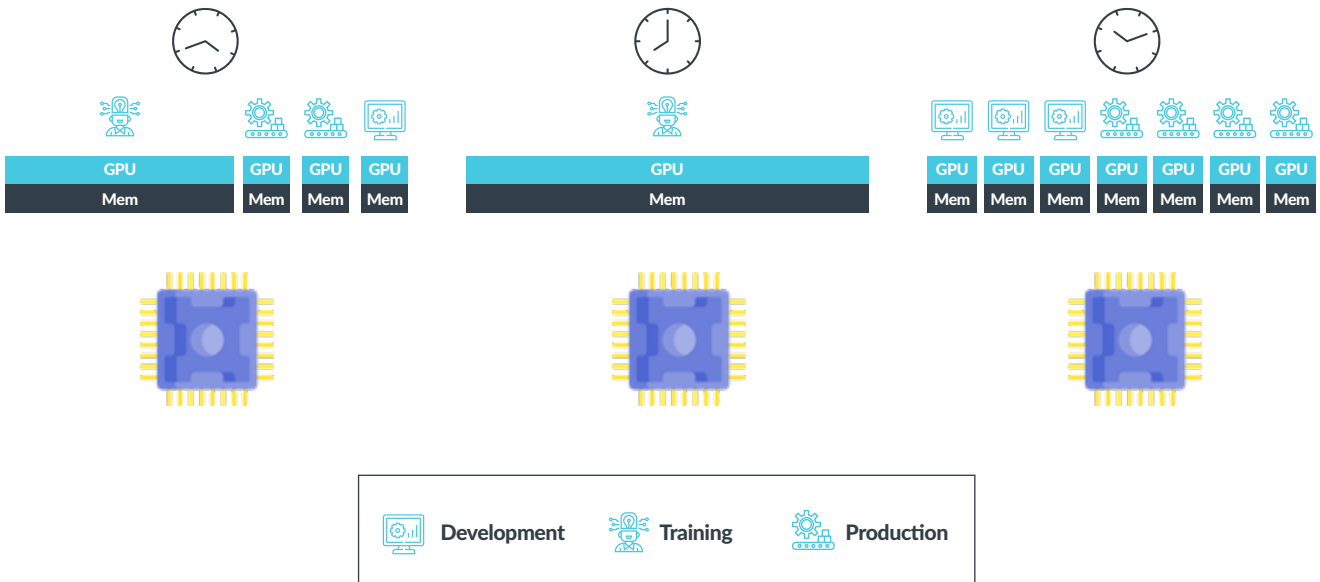 GPU GPU GPU GPU
Mem Mem Mem Mem
GPU
Mem
GPU GPU GPU GPU GPU GPU GPU
Mem Mem Mem Mem Mem Mem Mem
Development Training Production